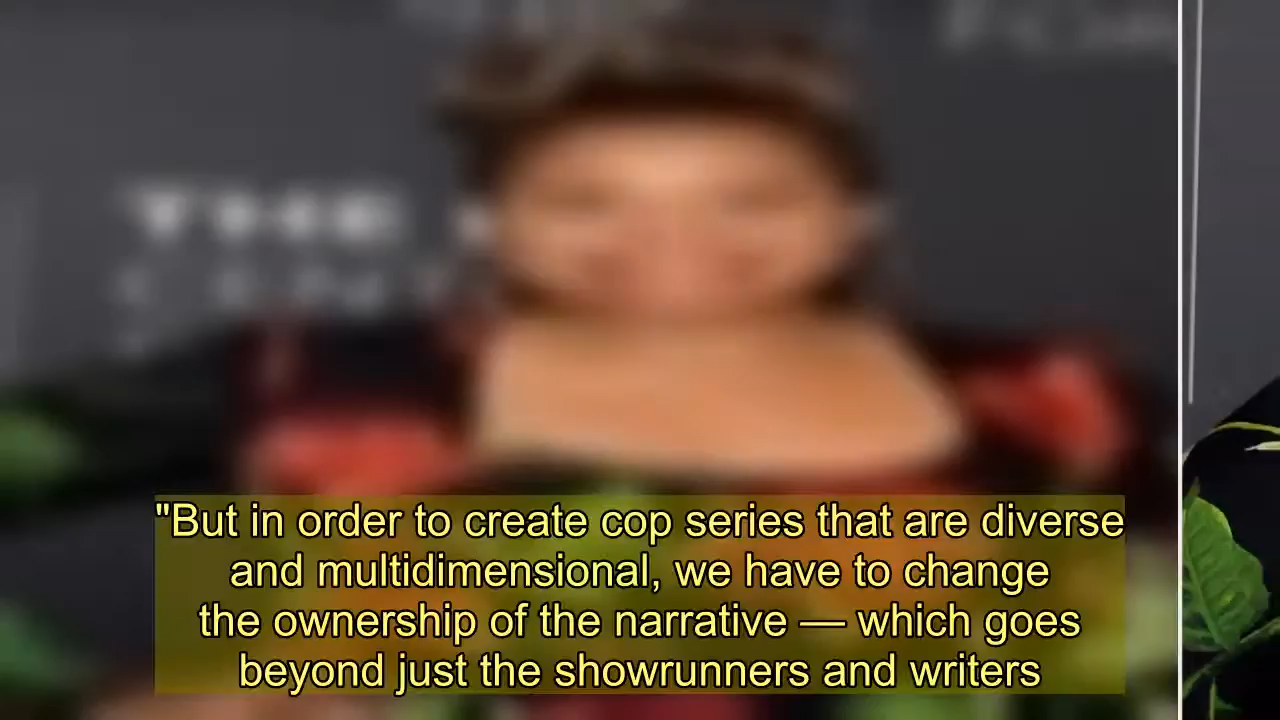 THE
"But in order to create cop series that are diverse
and multidimensional, we have to change
the ownership of the narrative — which goes
beyond just the showrunners and writers